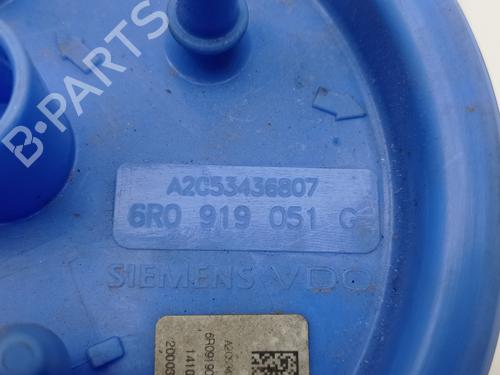 B-PARTS
A2C53436807
6R0 919 051 G
SIEMENS VDO